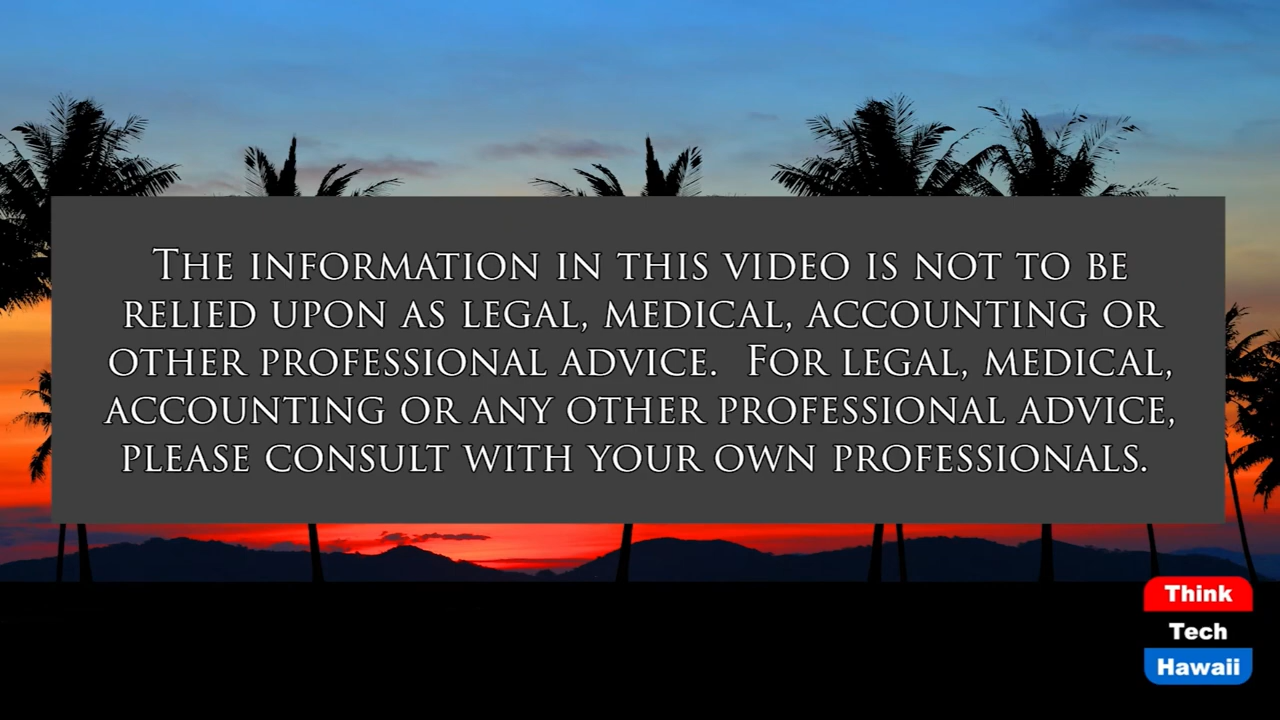 The information in this video is not to be
relied upon as legal, medical, accounting or
other professional advice.  For legal, medical,
accounting or any other professional advice,
please consult with your own professionals.
Think
Tech
Hawaii